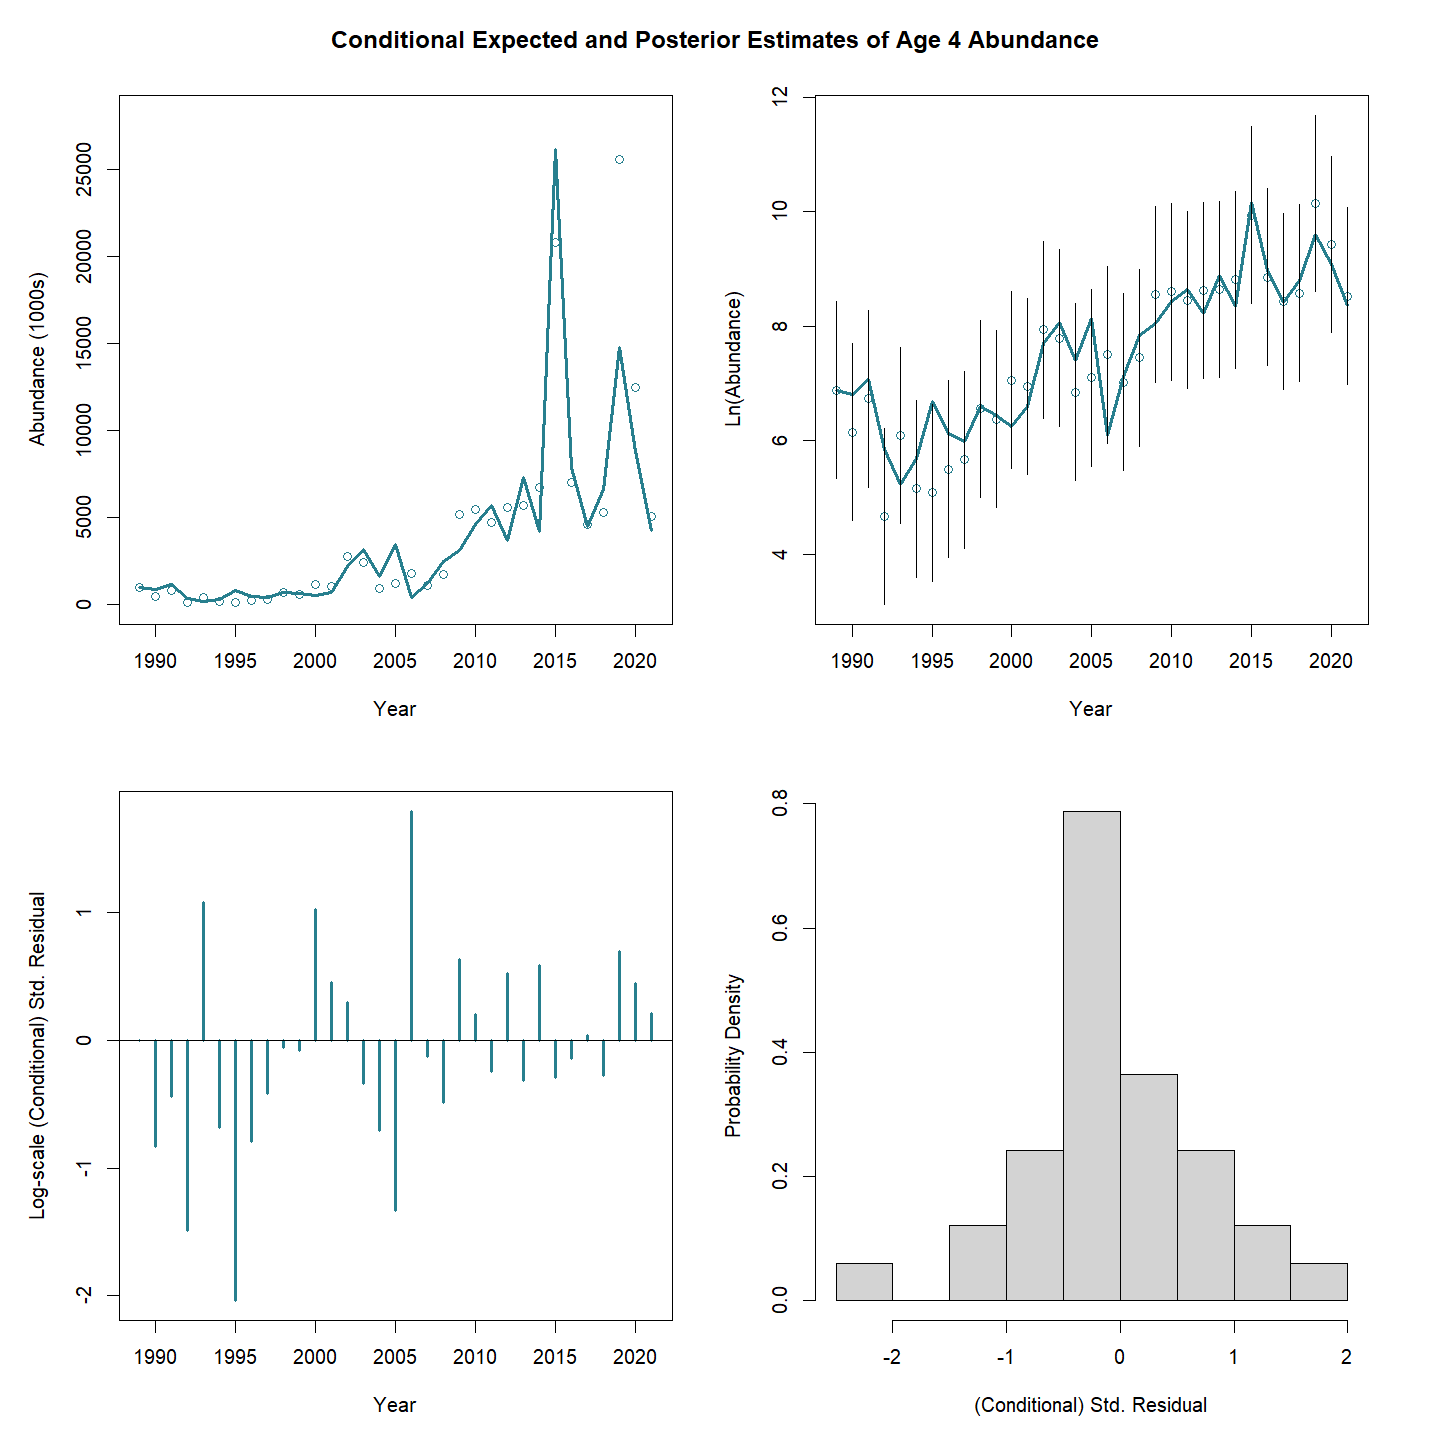 Conditional Expected and Posterior Estimates of Age 4 Abundance
Abundance (1000s)
25000
20000
15000
10000
5000
0
1990 1995 2000 2005 2010 2015 2020
Year
Ln(Abundance)
12
10
8
6
4
1990 1995 2000 2005 2010 2015 2020
Year
Log-scale (Conditional) Std. Residual
1
0
-1
-2
1990 1995 2000 2005 2010 2015 2020
Year
Probability Density
0.8
0.6
0.4
0.2
0.0
-2 -1 0 1 2
(Conditional) Std. Residual